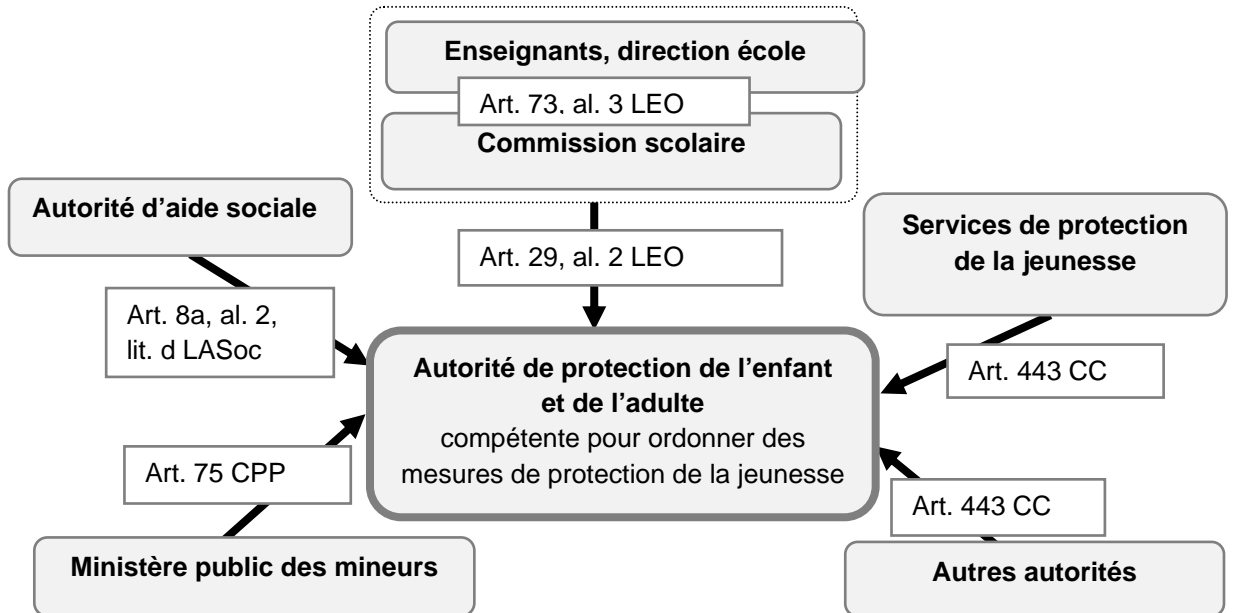 Enseignants, direction école
Art. 73, al. 3 LEO
Commission scolaire
Autorité d'aide sociale
Services de protection
de la jeunesse
Art. 29, al. 2 LEO
Art. 8a, al. 2,
lit. d LASoc
Autorité de protection de l'enfant
et de l'adulte
compétente pour ordonner des
mesures de protection de la jeunesse
Art. 443 CC
Art. 75 CPP
Art. 443 CC
Ministère public des mineurs
Autres autorités